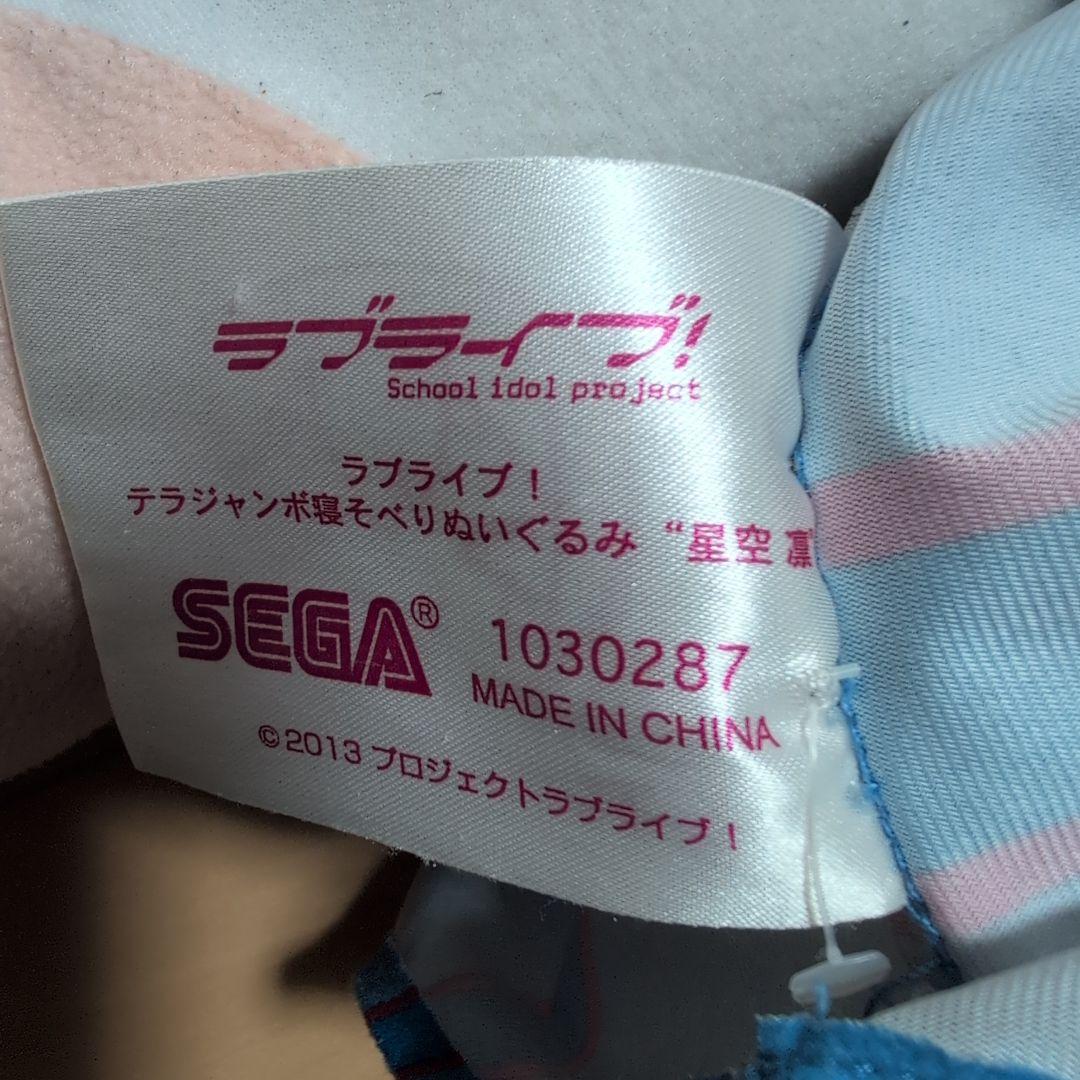 ラブライブ!
School idol project
ラブライブ!
テラジャンボ寝そべりぬいぐるみ “星空 凛
SEGA® 1030287
MADE IN CHINA
©2013 プロジェクトラブライブ!